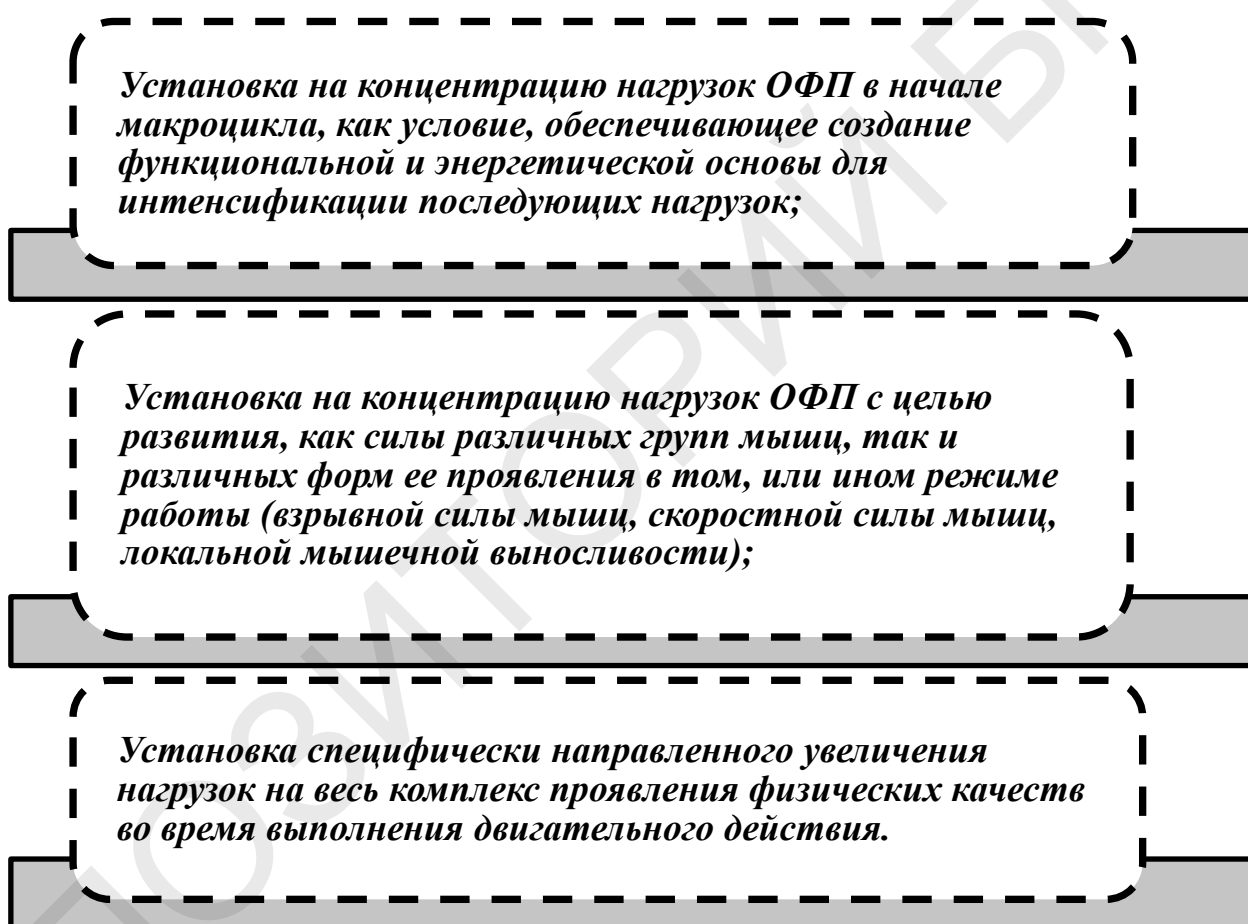 Установка на концентрацию нагрузок ОФП в начале
макроцикла, как условие, обеспечивающее создание
функциональной и энергетической основы для
интенсификации последующих нагрузок;
Установка на концентрацию нагрузок ОФП с целью
развития, как силы различных групп мышц, так и
различных форм ее проявления в том, или ином режиме
работы (взрывной силы мышц, скоростной силы мышц,
локальной мышечной выносливости);
Установка специфически направленного увеличения
нагрузок на весь комплекс проявления физических качеств
во время выполнения двигательного действия.
ПОЗИТОРИЙ